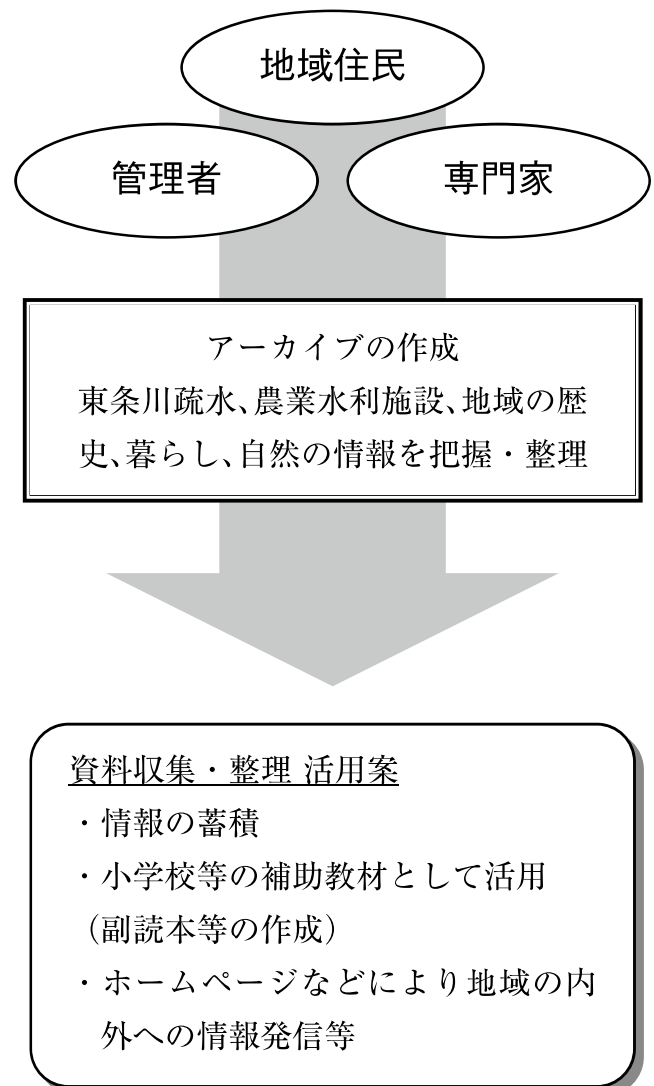 地域住民
管理者
専門家
アーカイブの作成
東条川疏水、農業水利施設、地域の歴
史、暮らし、自然の情報を把握・整理
資料収集・整理 活用案
・情報の蓄積
・小学校等の補助教材として活用
（副読本等の作成）
・ホームページなどにより地域の内
外への情報発信等